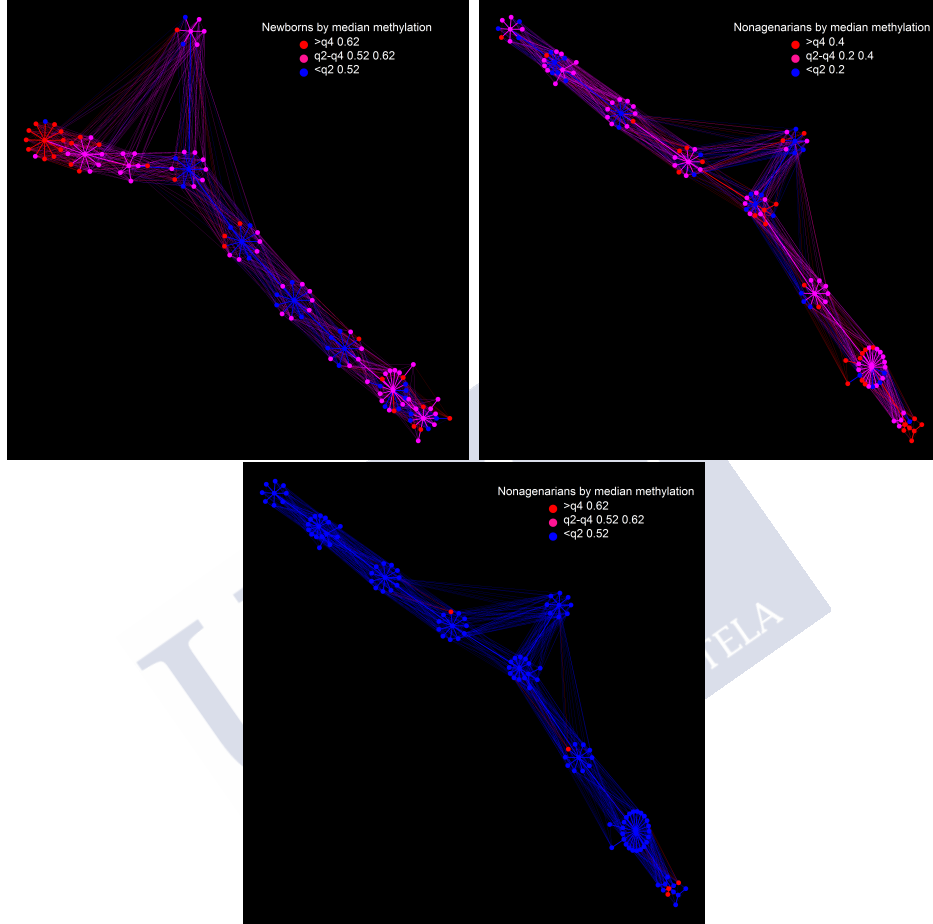 Newborns by median methylation
>q4 0.62
q2-q4 0.52 0.62
<q2 0.52
Nonagenarians by median methylation
>q4 0.4
q2-q4 0.2 0.4
<q2 0.2
Nonagenarians by median methylation
>q4 0.62
q2-q4 0.52 0.62
<q2 0.52
TELA